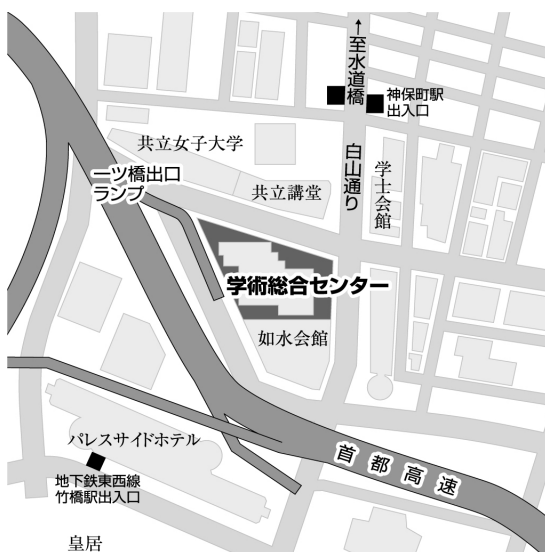 ↑至水道橋
神保町駅
出入口
共立女子大学
一ツ橋出口
ランプ
共立講堂
白山通り
学士会館
学術総合センター
如水会館
パレスサイドホテル
首都高速
地下鉄東西線
竹橋駅出入口
皇居